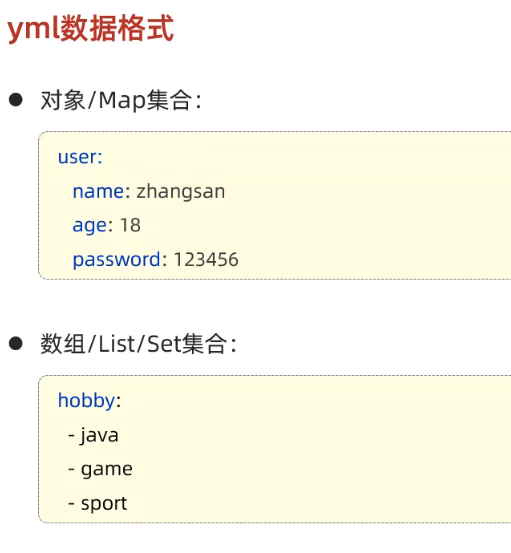 yml数据格式
● 对象/Map集合：
user:
name: zhangsan
age: 18
password: 123456
● 数组/List/Set集合：
hobby:
- java
- game
- sport